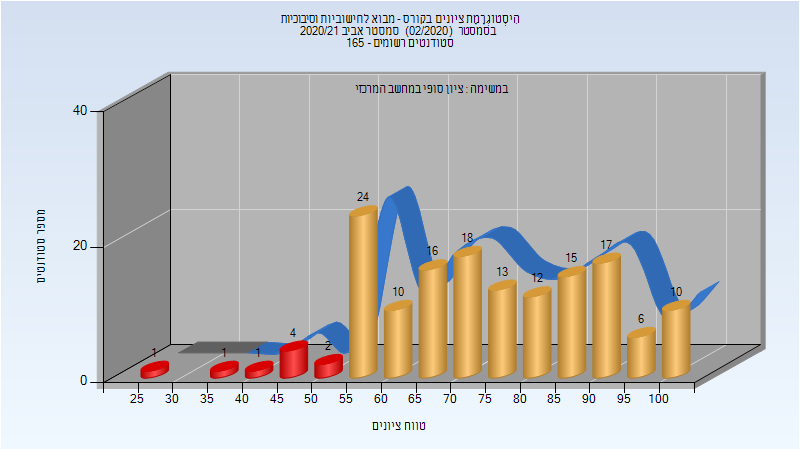 היסטוגרמת ציונים בקורס - מבוא לחישוביות וסיבוכיות
בסמסטר (02/2020) סמסטר אביב 2020/21
סטודנטים רשומים - 165
במשימה : ציון סופי במחשב המרכזי
מספר סטודנטים
40
20
0
1
1
1
4
2
24
10
16
18
13
12
15
17
6
10
25 30 35 40 45 50 55 60 65 70 75 80 85 90 95 100
טווח ציונים